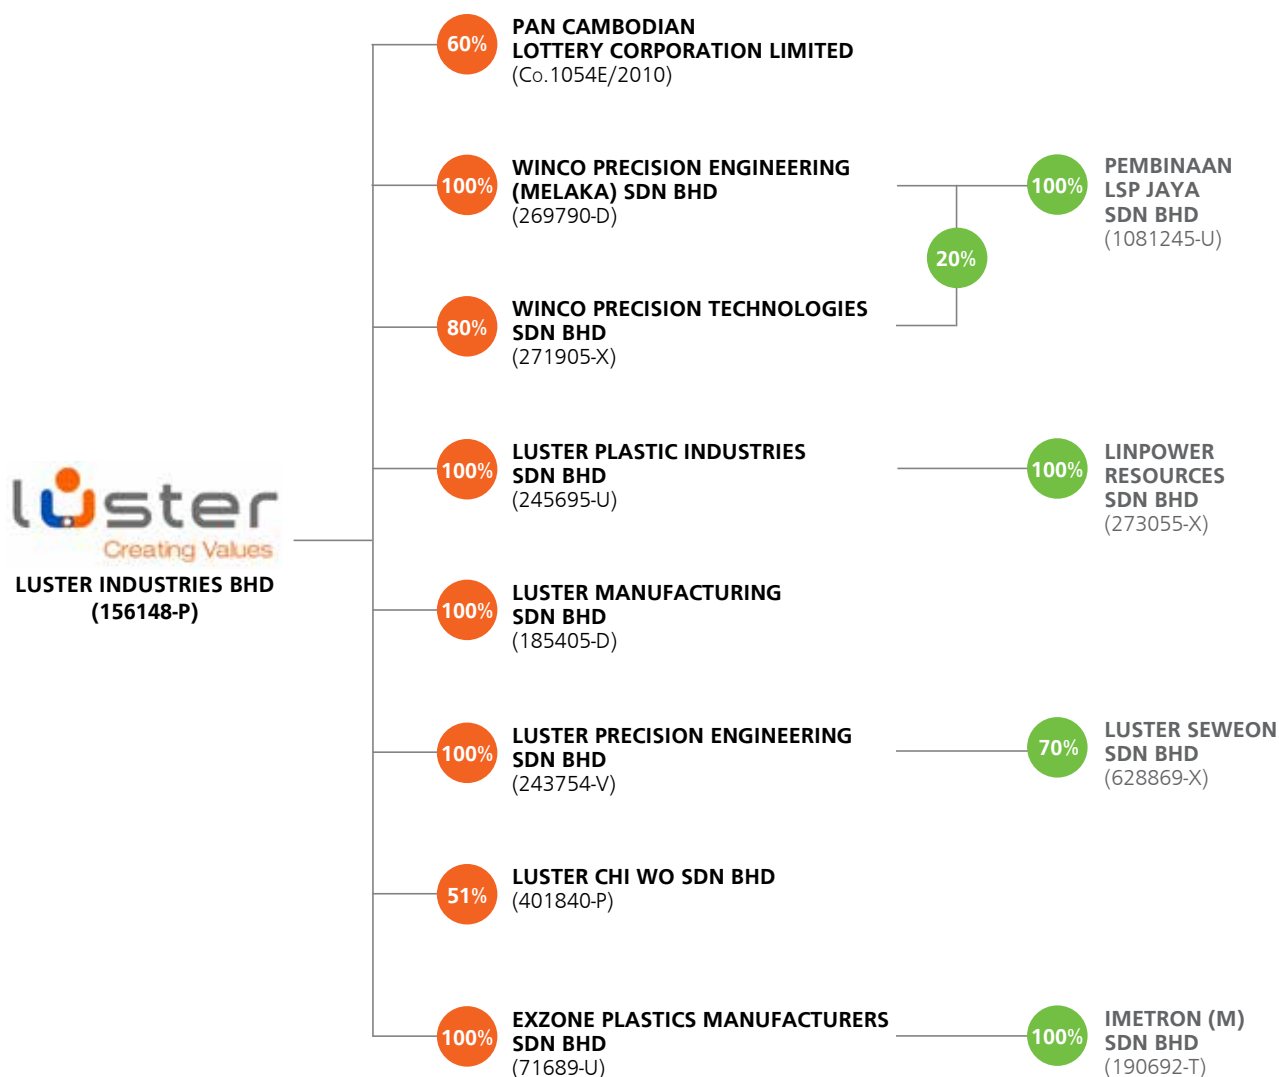 60%
PAN CAMBODIAN
LOTTERY CORPORATION LIMITED
(Co.1054E/2010)
100%
WINCO PRECISION ENGINEERING
(MELAKA) SDN BHD
(269790-D)
100%
PEMBINAAN
LSP JAYA
SDN BHD
(1081245-U)
20%
80%
WINCO PRECISION TECHNOLOGIES
SDN BHD
(271905-X)
100%
LUSTER PLASTIC INDUSTRIES
SDN BHD
(245695-U)
100%
LINPOWER
RESOURCES
SDN BHD
(273055-X)
luster
Creating Values
LUSTER INDUSTRIES BHD
(156148-P)
100%
LUSTER MANUFACTURING
SDN BHD
(185405-D)
100%
LUSTER PRECISION ENGINEERING
SDN BHD
(243754-V)
70%
LUSTER SEWEON
SDN BHD
(628869-X)
51%
LUSTER CHI WO SDN BHD
(401840-P)
100%
EXZONE PLASTICS MANUFACTURERS
SDN BHD
(71689-U)
100%
IMETRON (M)
SDN BHD
(190692-T)